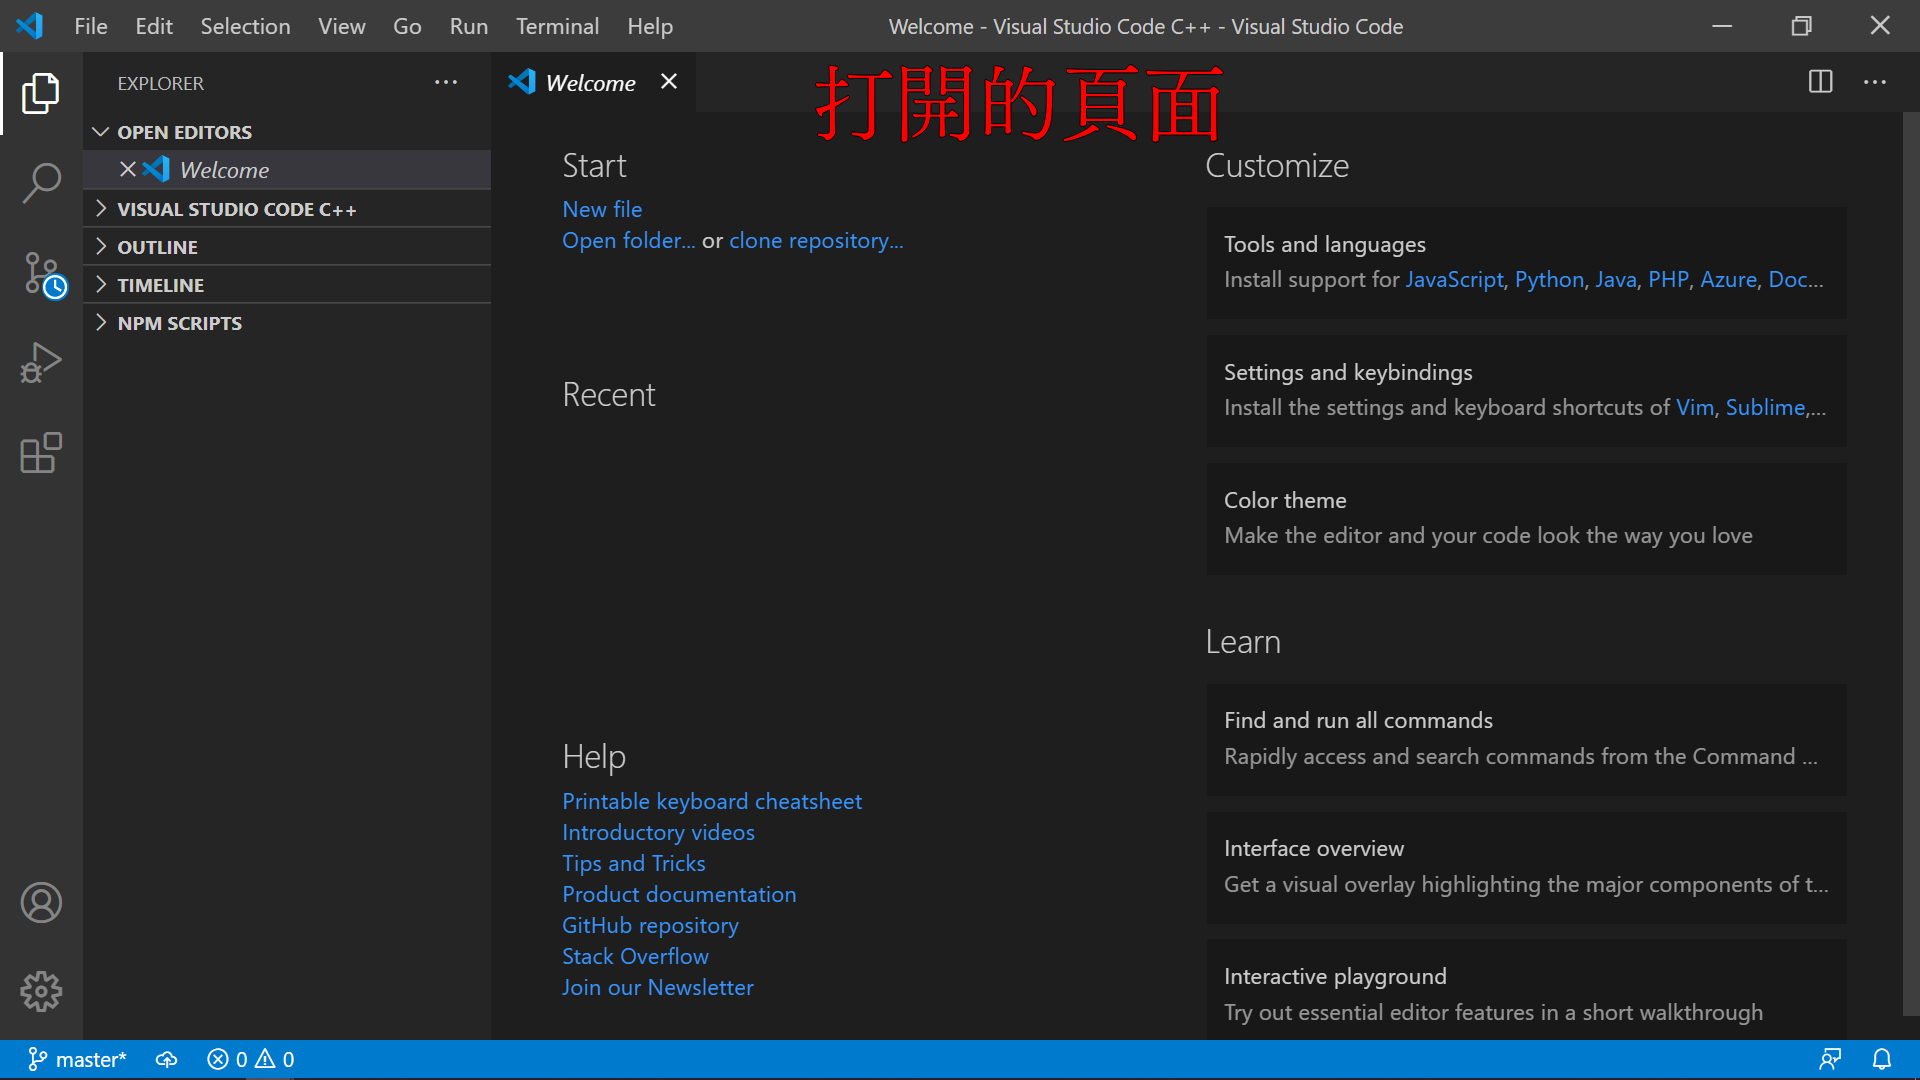 File Edit Selection View Go Run Terminal Help Welcome - Visual Studio Code C++ - Visual Studio Code
EXPLORER
OPEN EDITORS
Welcome
VISUAL STUDIO CODE C++
OUTLINE
TIMELINE
NPM SCRIPTS
Welcome
打開的頁面
Start
New file
Open folder... or clone repository...
Recent
Help
Printable keyboard cheatsheet
Introductory videos
Tips and Tricks
Product documentation
GitHub repository
Stack Overflow
Join our Newsletter
Customize
Tools and languages
Install support for JavaScript, Python, Java, PHP, Azure, Doc...
Settings and keybindings
Install the settings and keyboard shortcuts of Vim, Sublime,...
Color theme
Make the editor and your code look the way you love
Learn
Find and run all commands
Rapidly access and search commands from the Command ...
Interface overview
Get a visual overlay highlighting the major components of t...
Interactive playground
Try out essential editor features in a short walkthrough
master* 0 0